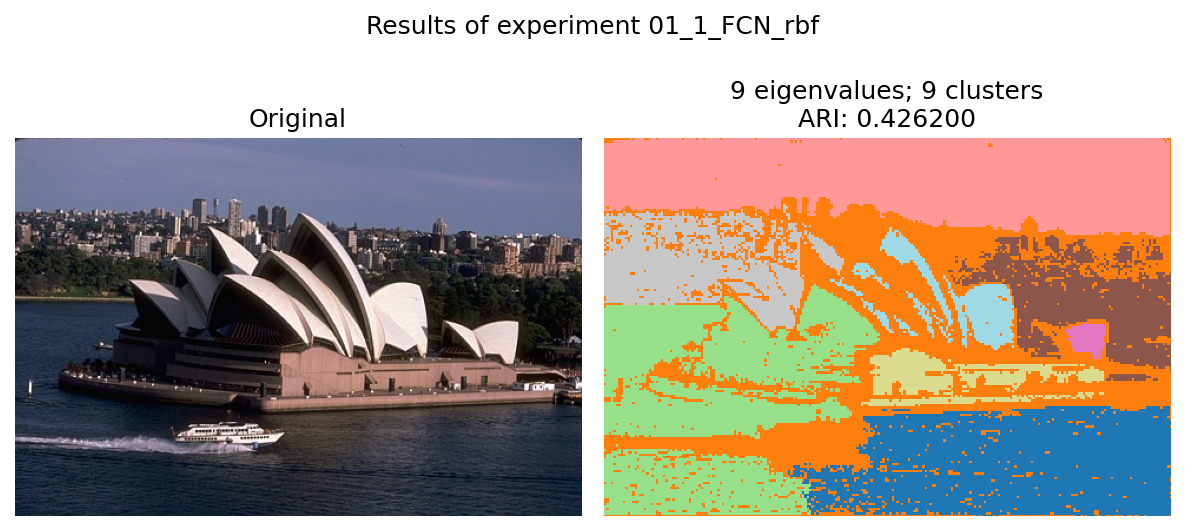 Results of experiment 01_1_FCN_rbf
Original
9 eigenvalues; 9 clusters
ARI: 0.426200